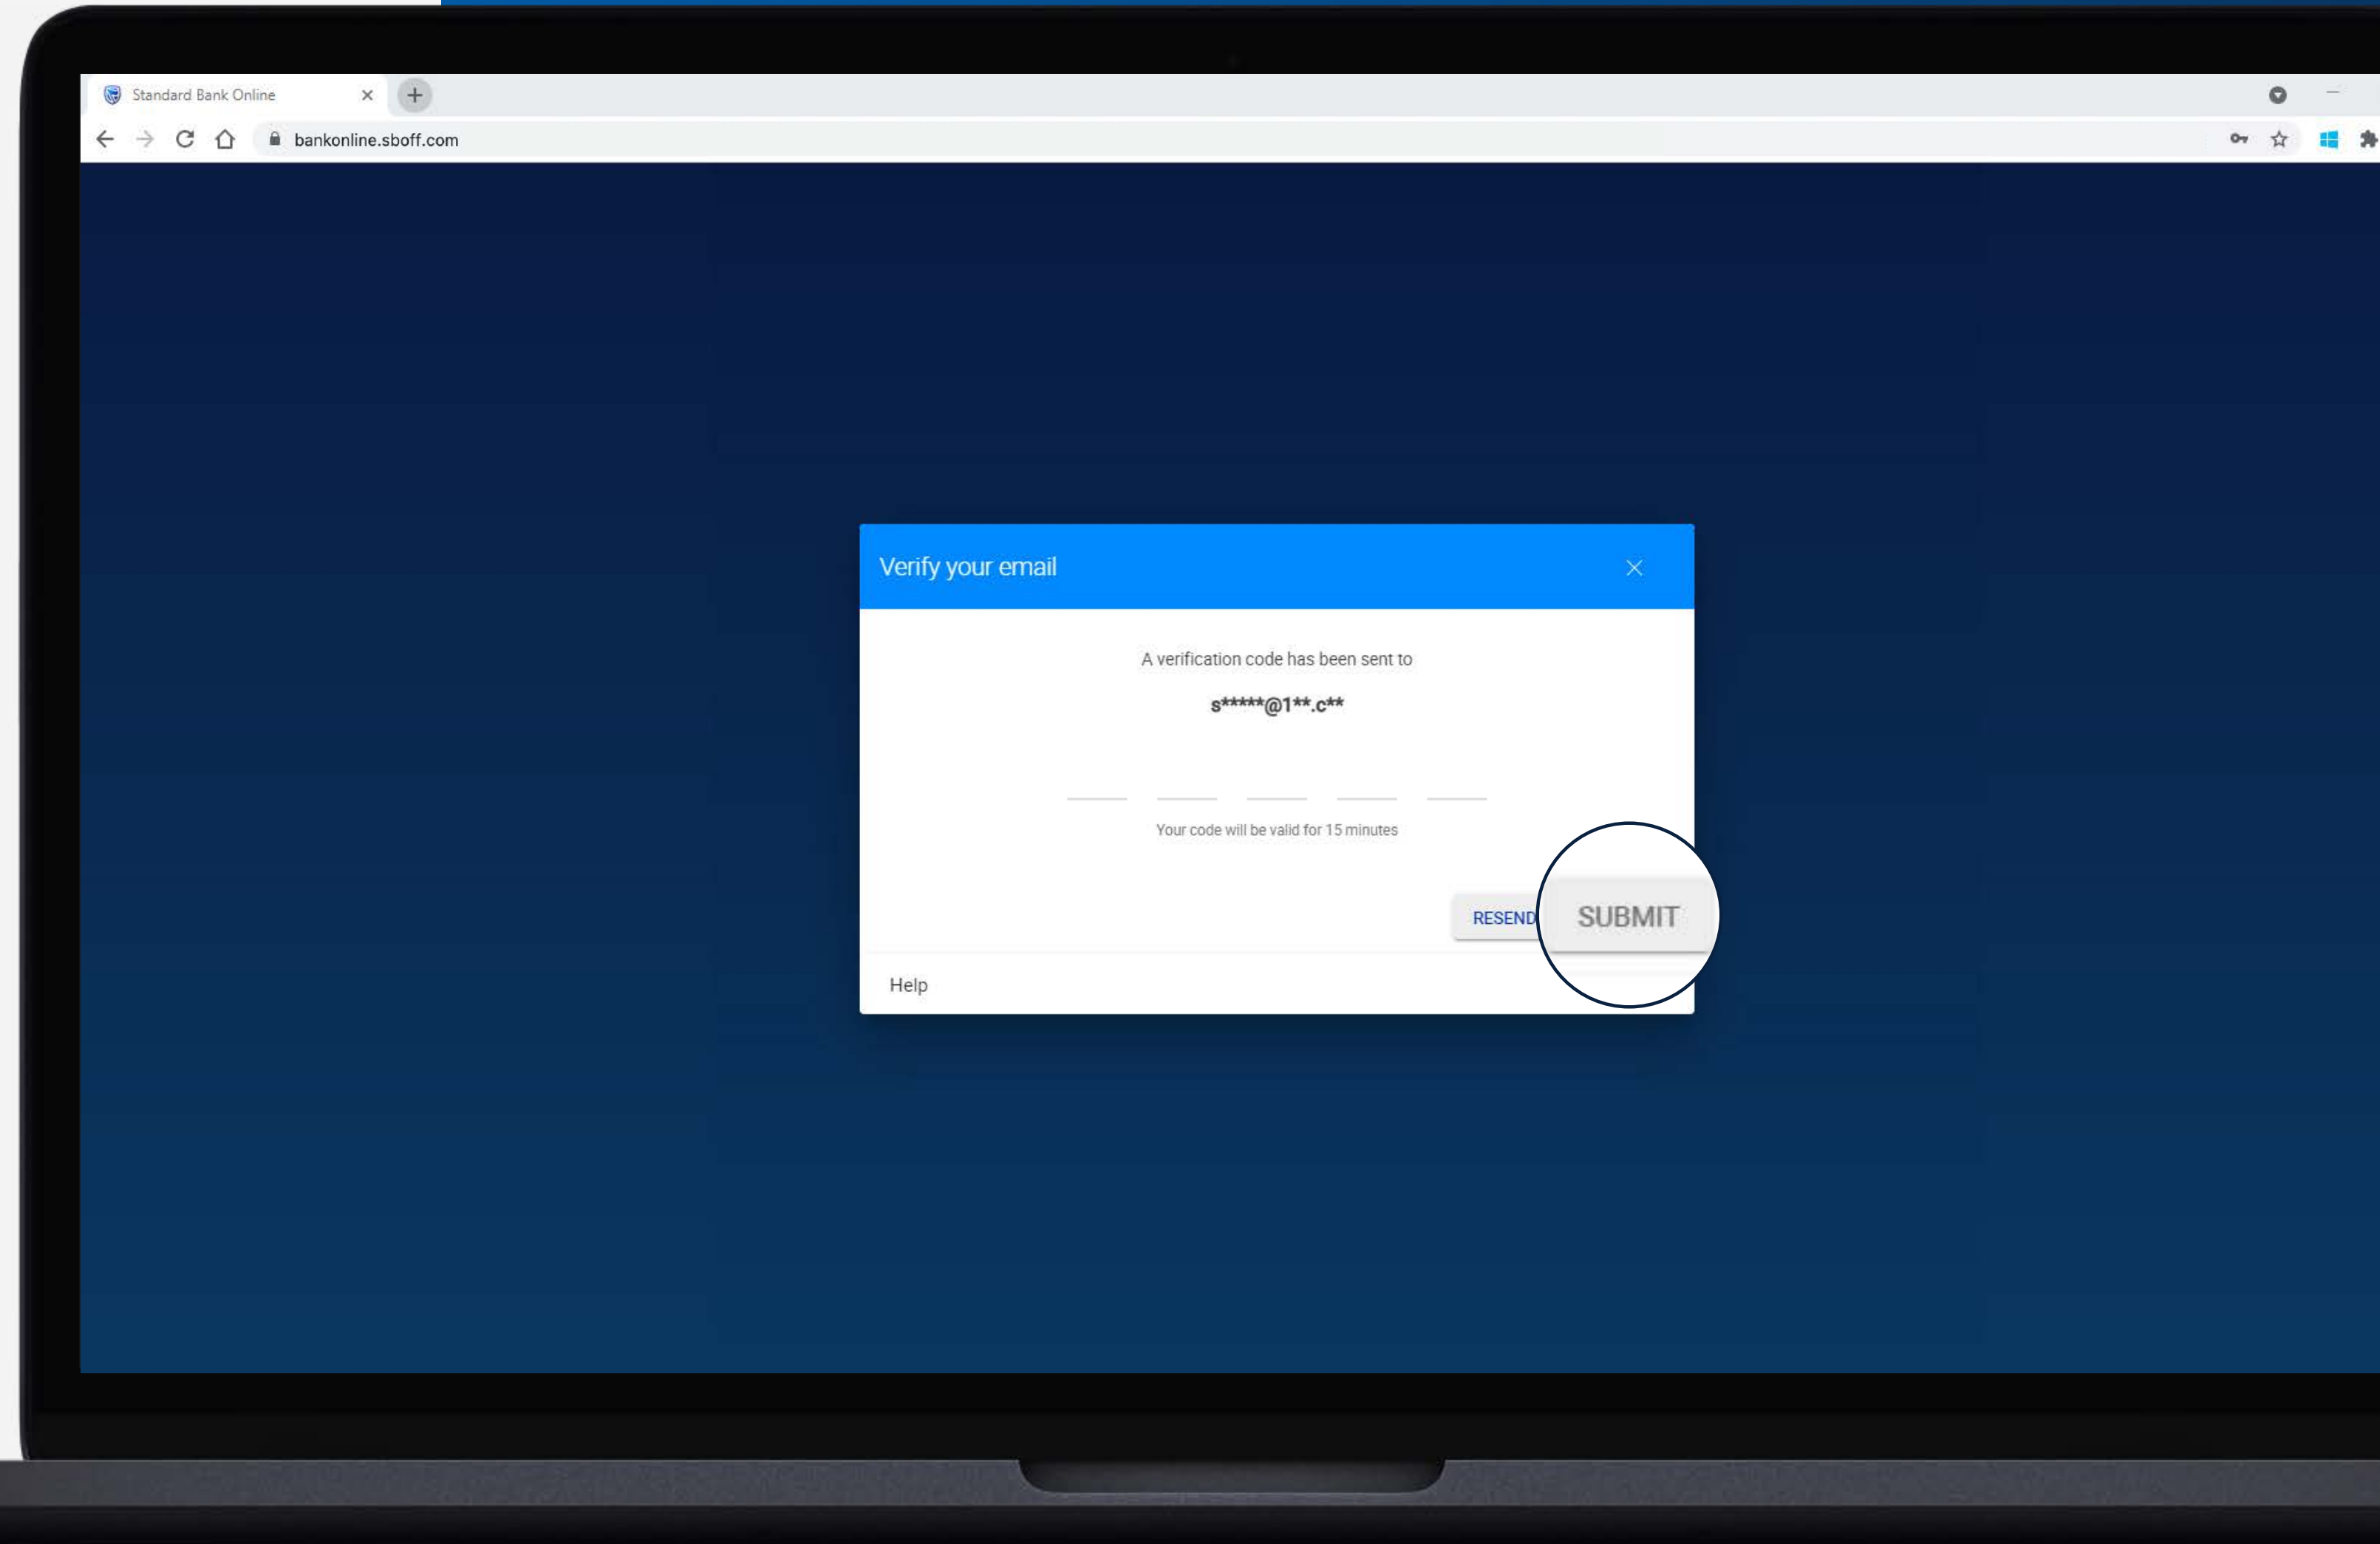 Standard Bank Online
bankonline.sboff.com
Verify your email
A verification code has been sent to
s*****@1**.c**
Your code will be valid for 15 minutes
RESEND SUBMIT
Help